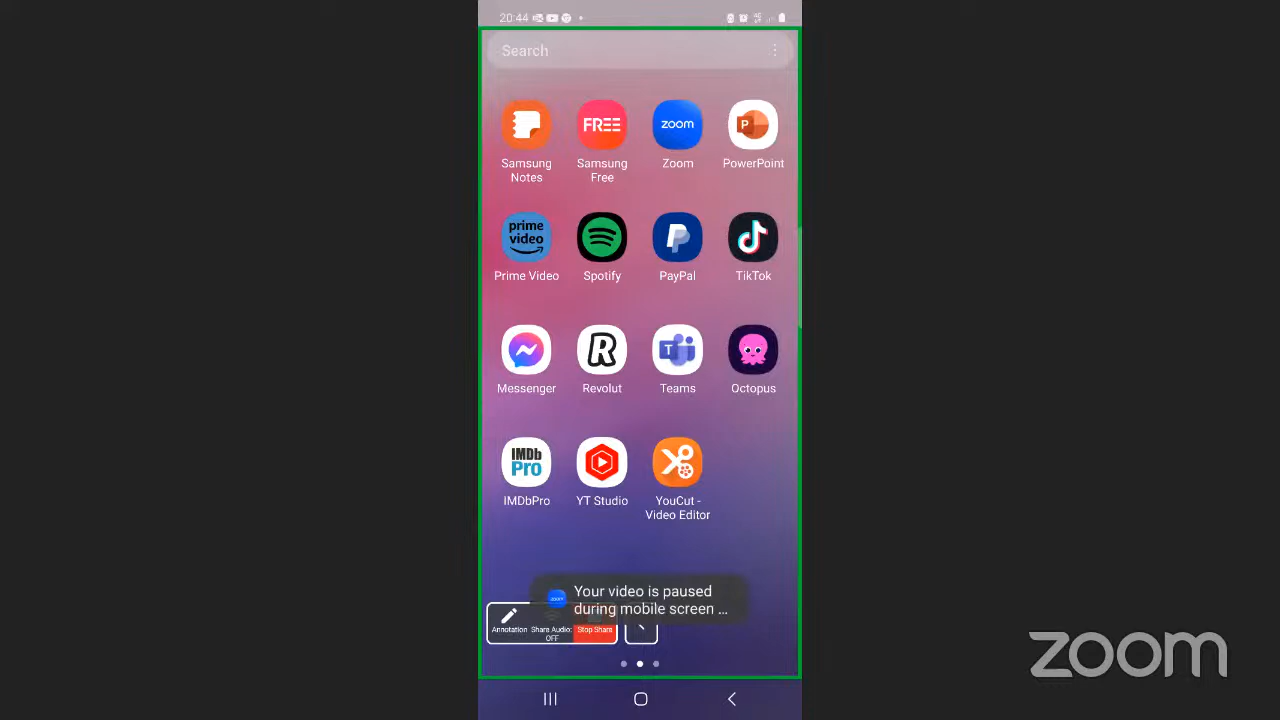 20:44
Search
FREE
zoom
P
Samsung
Notes
Samsung
Free
Zoom
PowerPoint
prime
video
Prime Video
Spotify
PayPal
TikTok
R
T
Messenger
Revolut
Teams
Octopus
IMDb
Pro
IMDbPro
YT Studio
YouCut -
Video Editor
Your video is paused
during mobile screen ...
Annotation
Share Audio:
OFF
Stop Share
zoom